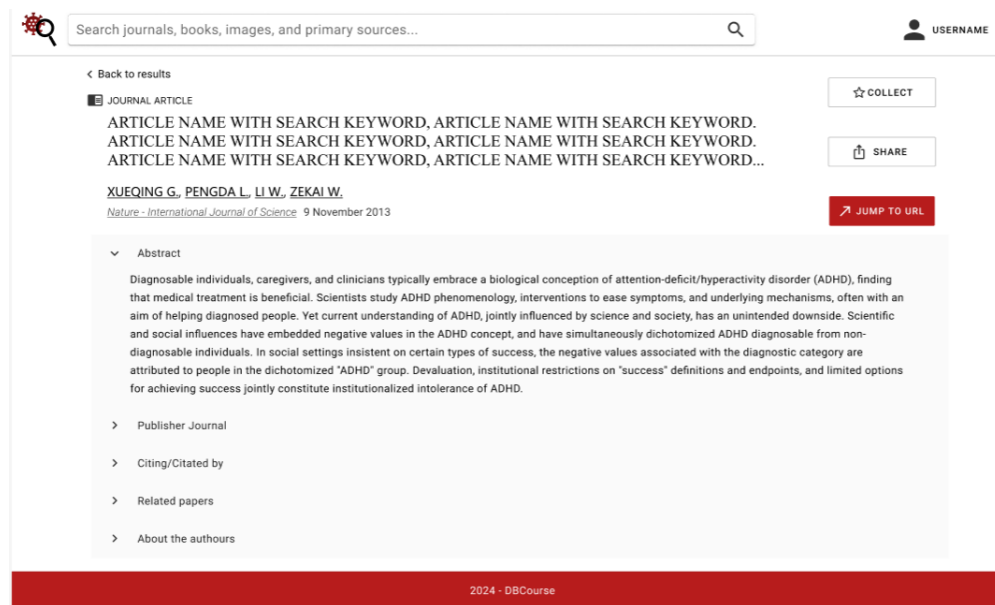 Search journals, books, images, and primary sources...
USERNAME
Back to results
COLLECT
JOURNAL ARTICLE
ARTICLE NAME WITH SEARCH KEYWORD, ARTICLE NAME WITH SEARCH KEYWORD.
ARTICLE NAME WITH SEARCH KEYWORD, ARTICLE NAME WITH SEARCH KEYWORD.
ARTICLE NAME WITH SEARCH KEYWORD, ARTICLE NAME WITH SEARCH KEYWORD...
SHARE
XUEQING G., PENGDA L., LI W., ZEKAI W.
Nature - International Journal of Science 9 November 2013
JUMP TO URL
Abstract
Diagnosable individuals, caregivers, and clinicians typically embrace a biological conception of attention-deficit/hyperactivity disorder (ADHD), finding
that medical treatment is beneficial. Scientists study ADHD phenomenology, interventions to ease symptoms, and underlying mechanisms, often with an
aim of helping diagnosed people. Yet current understanding of ADHD, jointly influenced by science and society, has an unintended downside. Scientific
and social influences have embedded negative values in the ADHD concept, and have simultaneously dichotomized ADHD diagnosable from non-
diagnosable individuals. In social settings insistent on certain types of success, the negative values associated with the diagnostic category are
attributed to people in the dichotomized "ADHD" group. Devaluation, institutional restrictions on "success" definitions and endpoints, and limited options
for achieving success jointly constitute institutionalized intolerance of ADHD.
Publisher Journal
Citing/Citated by
Related papers
About the authours
2024 - DBCourse